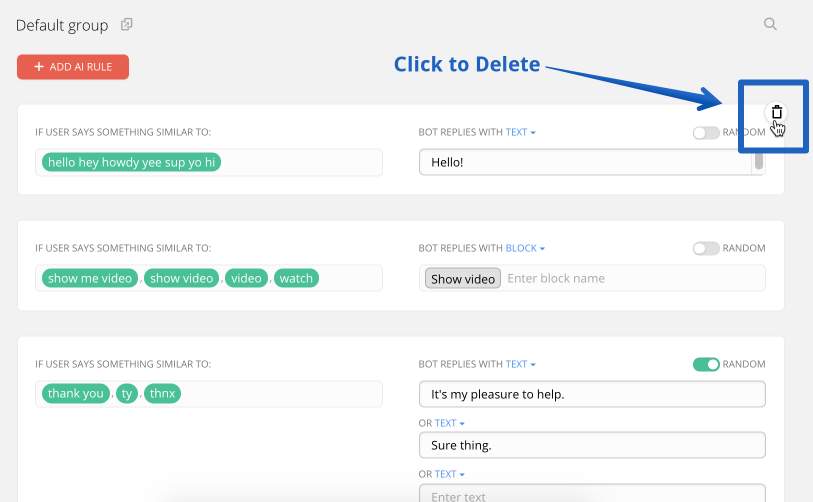 Default group
+ ADD AI RULE
Click to Delete
IF USER SAYS SOMETHING SIMILAR TO:
BOT REPLIES WITH TEXT
RANDOM
hello hey howdy yee sup yo hi
Hello!
IF USER SAYS SOMETHING SIMILAR TO:
BOT REPLIES WITH BLOCK
RANDOM
show me video, show video, video, watch
Show video Enter block name
IF USER SAYS SOMETHING SIMILAR TO:
BOT REPLIES WITH TEXT
RANDOM
thank you, ty, thnx
It's my pleasure to help.
OR TEXT
Sure thing.
OR TEXT
Enter text